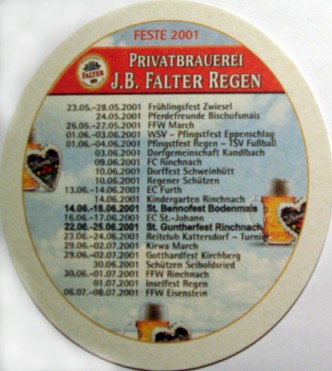 FESTE 2001
FALTER
PRIVATBRAUEREI
J.B. FALTER REGEN
23.05.-28.05.2001 Frühlingsfest Zwiesel
24.05.2001 Pferdefreunde Bischofsmais
26.05.-27.05.2001 FFW March
01.06.-03.06.2001 WSV - Pfingstfest Eppenschlag
01.06.-04.06.2001 Pfingstfest Regen - TSV Fußball
03.06.2001 Dorfgemeinschaft Kandlbach
09.06.2001 FC Rinchnach
10.06.2001 Dorffest Schweinhütt
10.06.2001 Regener Schützen
13.06.-14.06.2001 EC Furth
14.06.2001 Kindergarten Rinchnach
14.06.-18.06.2001 St. Bennofest Bodenmais
16.06.-17.06.2001 EC St.-Johann
22.06.-25.06.2001 St. Guntherfest Rinchnach
23.06.-24.06.2001 Reitclub Kattersdorf - Turnier
29.06.-02.07.2001 Kirwa March
29.06.-02.07.2001 Gotthardfest Kirchberg
30.06.2001 Schützen Seiboldsried
30.06.-01.07.2001 FFW Rinchnach
01.07.2001 Inselfest Regen
06.07.-08.07.2001 FFW Eisenstein